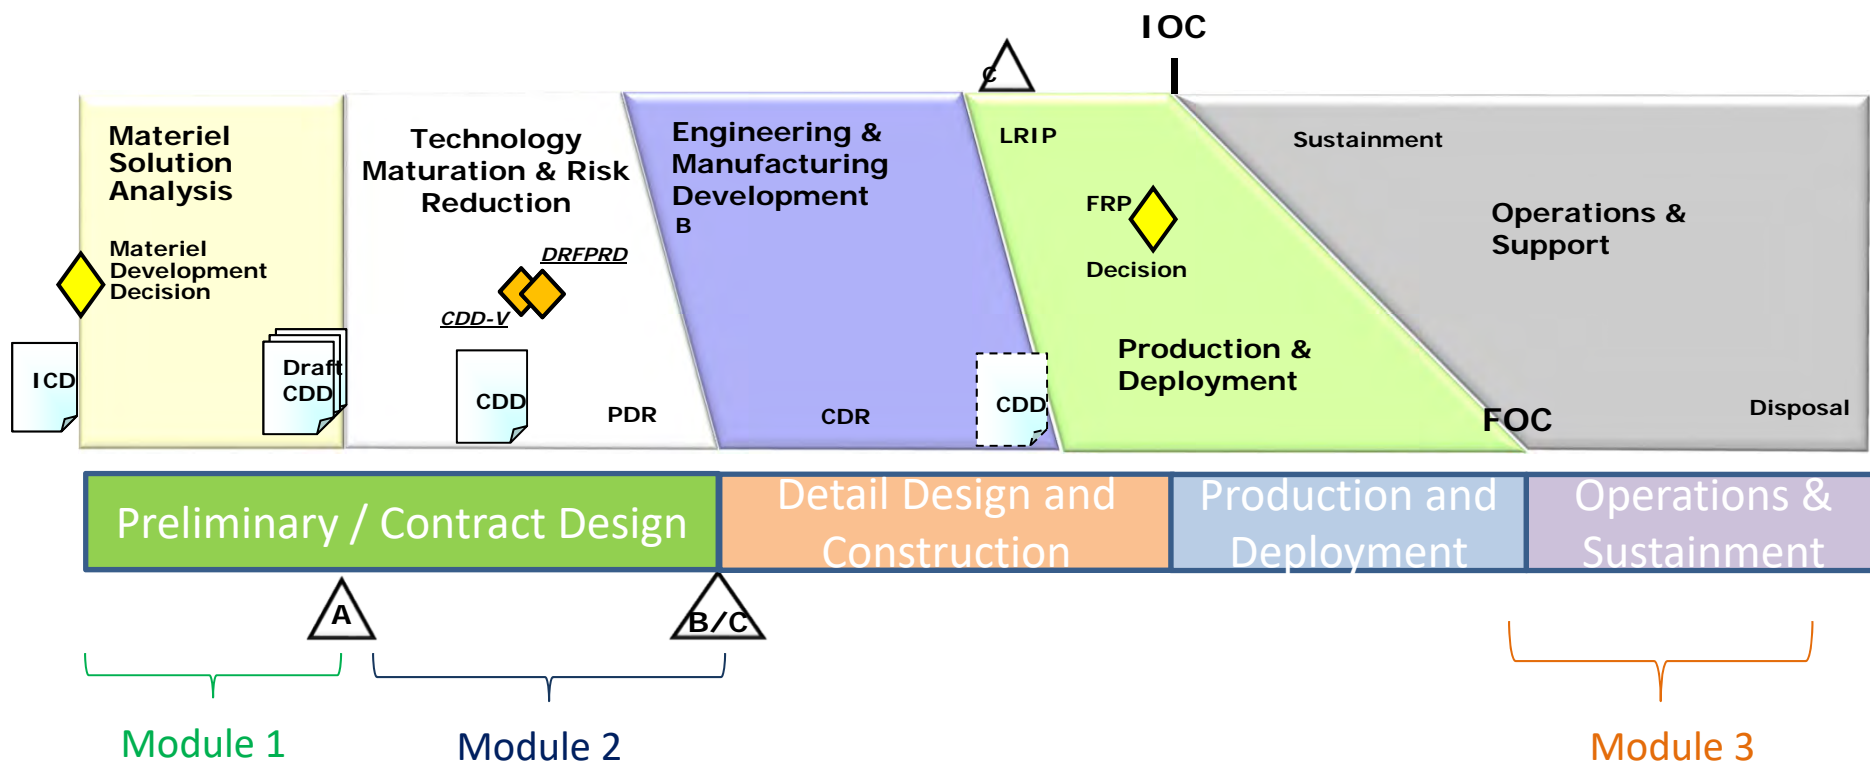 IOC
C
Materiel
Solution
Analysis
Materiel
Development
Decision
ICD
Draft
CDD
Technology
Maturation & Risk
Reduction
DRFPRD
CDD-V
CDD
PDR
Engineering &
Manufacturing
Development
B
CDR
CDD
LRIP
FRP
Decision
Production &
Deployment
FOC
Sustainment
Operations &
Support
Disposal
Preliminary / Contract Design
Detail Design and
Construction
Production and
Deployment
Operations &
Sustainment
A
B/C
Module 1
Module 2
Module 3